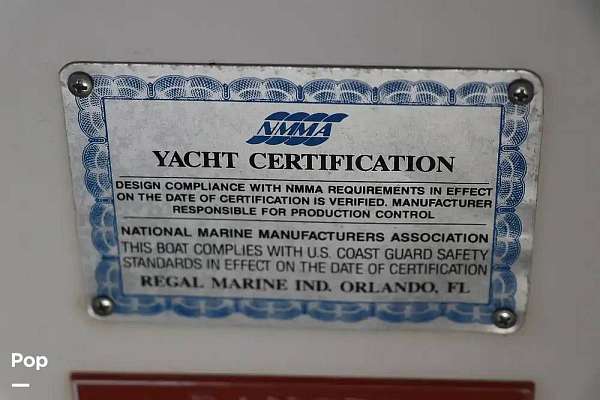 NMMA
YACHT CERTIFICATION
DESIGN COMPLIANCE WITH NMMA REQUIREMENTS IN EFFECT
ON THE DATE OF CERTIFICATION IS VERIFIED. MANUFACTURER
RESPONSIBLE FOR PRODUCTION CONTROL
NATIONAL MARINE MANUFACTURERS ASSOCIATION
THIS BOAT COMPLIES WITH U.S. COAST GUARD SAFETY
STANDARDS IN EFFECT ON THE DATE OF CERTIFICATION
REGAL MARINE IND. ORLANDO, FL
Pop